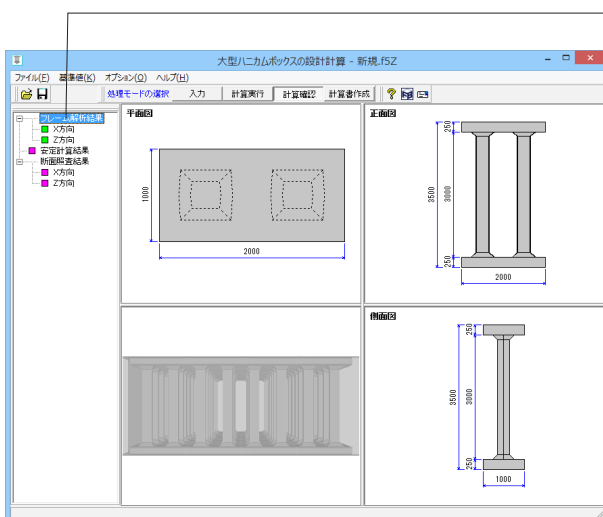 大型ハニカムボックスの設計計算 - 新規.f5Z
ファイル(F) 基準値(K) オプション(O) ヘルプ(H)
処理モードの選択 入力 計算実行 計算確認 計算書作成
フレーム解析結果
X方向
Z方向
安定計算結果
断面照査結果
X方向
Z方向
平面図
1000
2000
正面図
250
3500
3000
250
2000
側面図
250
3500
3000
250
1000